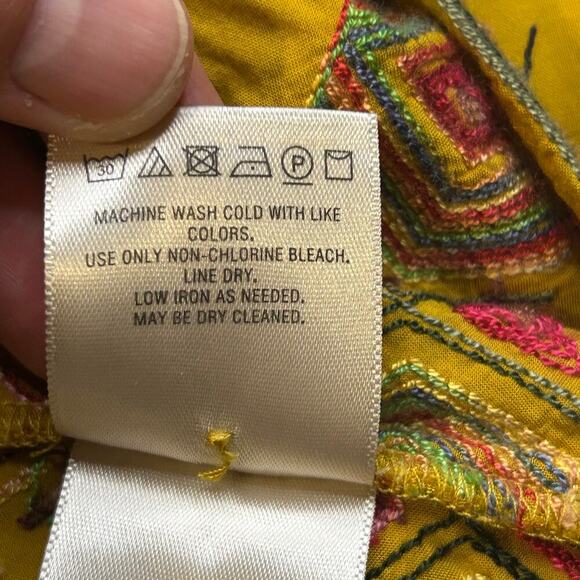 30 P
MACHINE WASH COLD WITH LIKE
COLORS.
USE ONLY NON-CHLORINE BLEACH.
LINE DRY.
LOW IRON AS NEEDED.
MAY BE DRY CLEANED.